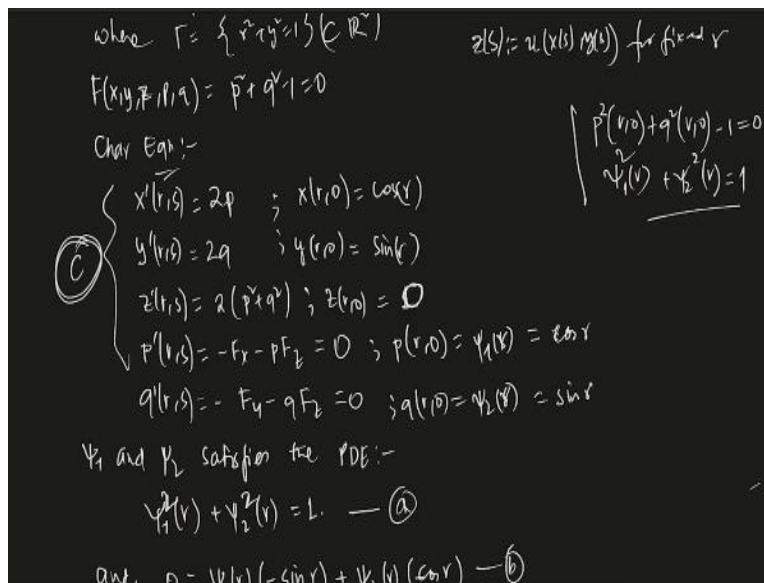 where Γ = { x²+y²=1 } (⊂ ℝ²)
z(s) := u(x(s), y(s)) for fixed r
F(x,y,z,p,q) = p²+q²-1=0
p²(r,0)+q²(r,0)-1=0
ψ₁²(r) + ψ₂²(r)=1
Char Eqn:-
C
x'(r,s) = 2p ; x(r,0)= cos(r)
y'(r,s) = 2q ; y(r,0)= sin(r)
z'(r,s) = 2(p²+q²) ; z(r,0) = 0
p'(r,s) = -Fx - pFz = 0 ; p(r,0) = ψ₁(r) = cos r
q'(r,s) = - Fy - qFz = 0 ; q(r,0) = ψ₂(r) = sin r
ψ₁ and ψ₂ satisfies the PDE:-
ψ₁²(r) + ψ₂²(r) = 1. — (a)
and, 0 = ψ₁(r) (-sin r) + ψ₂(r) (cos r) — (b)